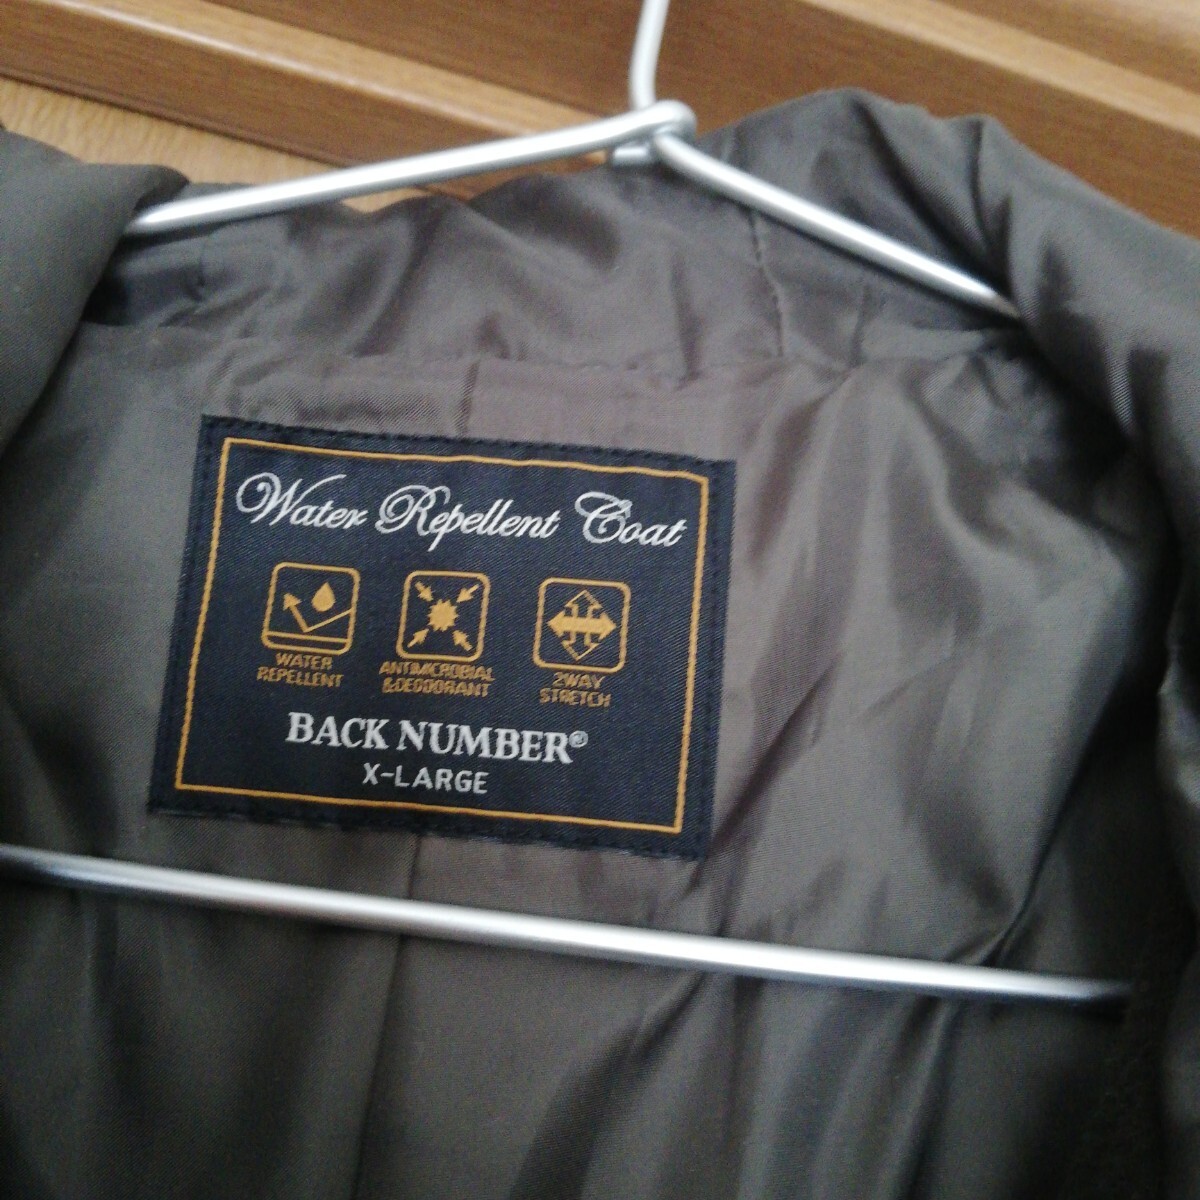 Water Repellent Coat
WATER
REPELLENT
ANTIMICROBIAL
&DEODORANT
2WAY
STRETCH
BACK NUMBER®
X-LARGE